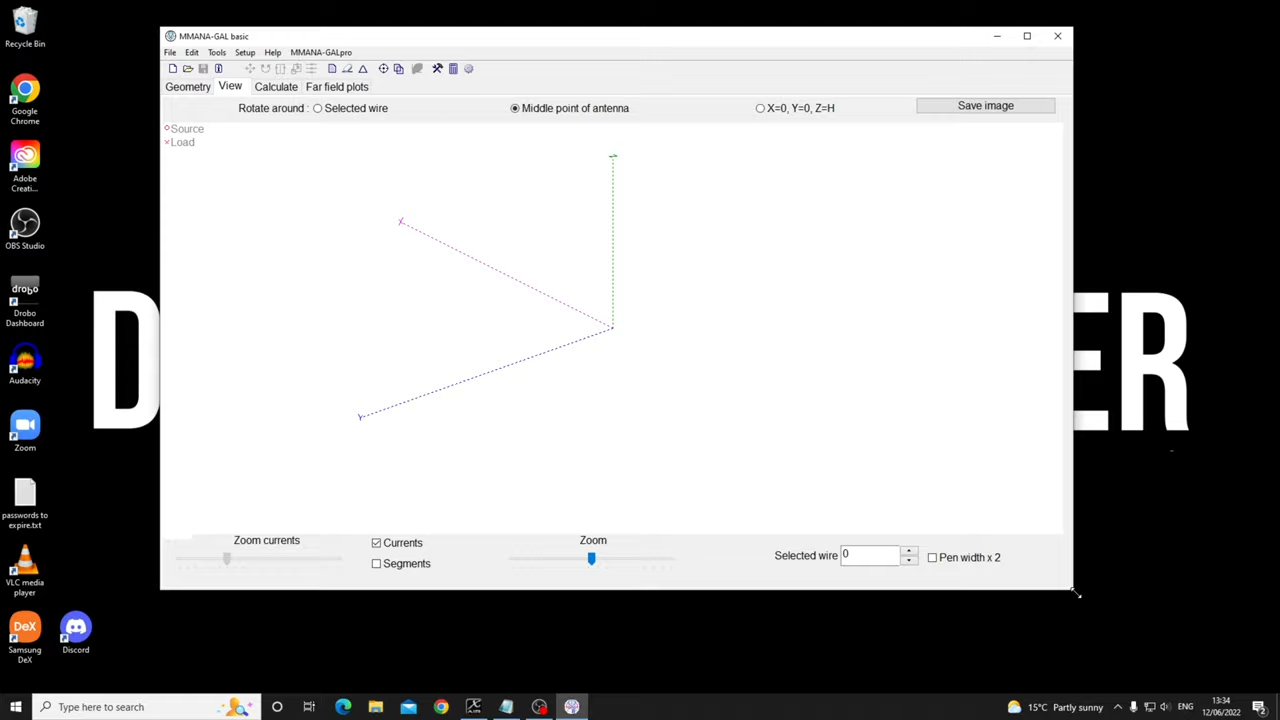 Recycle Bin
Google
Chrome
Adobe
Creati...
OBS Studio
drobo
Drobo
Dashboard
Audacity
Zoom
passwords to
expire.txt
VLC media
player
DeX
Samsung
DeX
Discord
MMANA-GAL basic
File Edit Tools Setup Help MMANA-GALpro
Geometry View Calculate Far field plots
Rotate around : Selected wire Middle point of antenna X=0, Y=0, Z=H Save image
Source
Load
Z
X
Y
Zoom currents Currents Zoom Selected wire 0 Pen width x 2
Segments
D ER
Type here to search
15°C Partly sunny ENG 13:34
12/06/2022
2